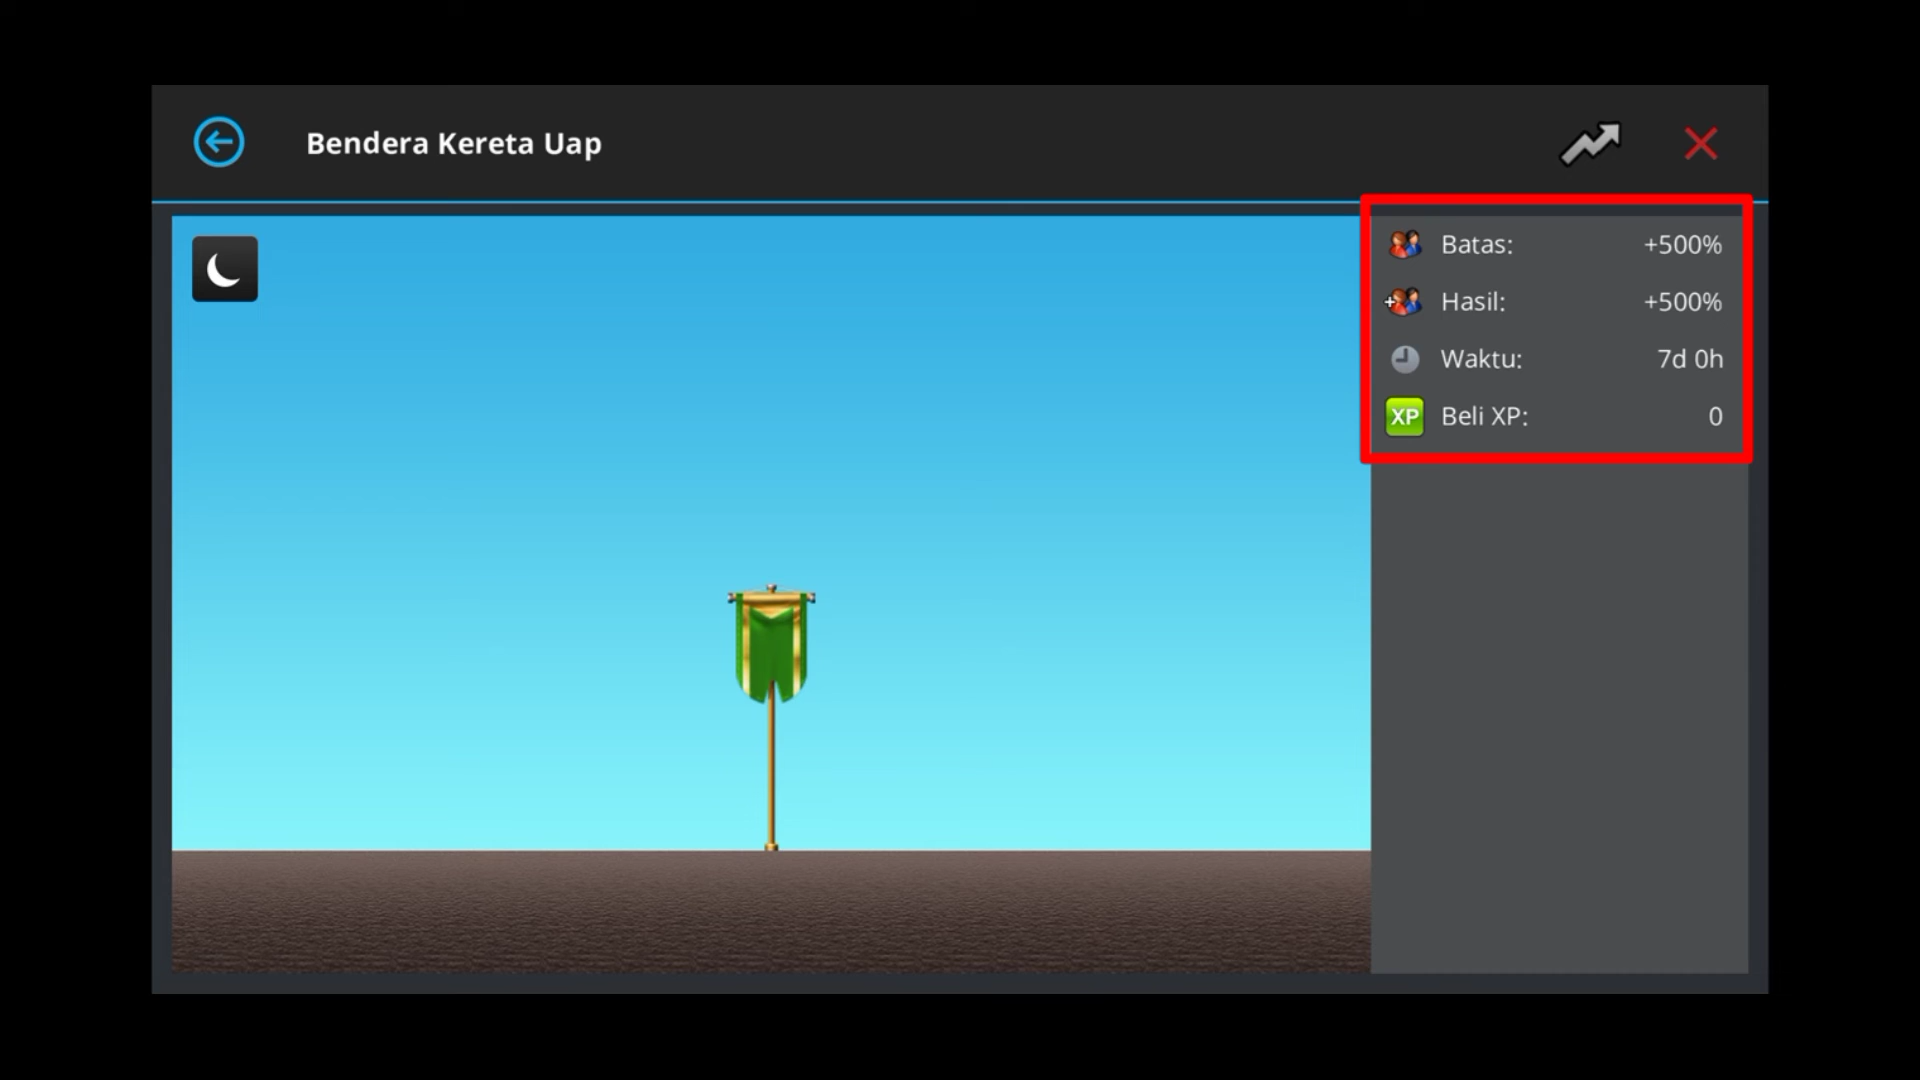 Bendera Kereta Uap
Batas: +500%
Hasil: +500%
Waktu: 7d 0h
XP Beli XP: 0